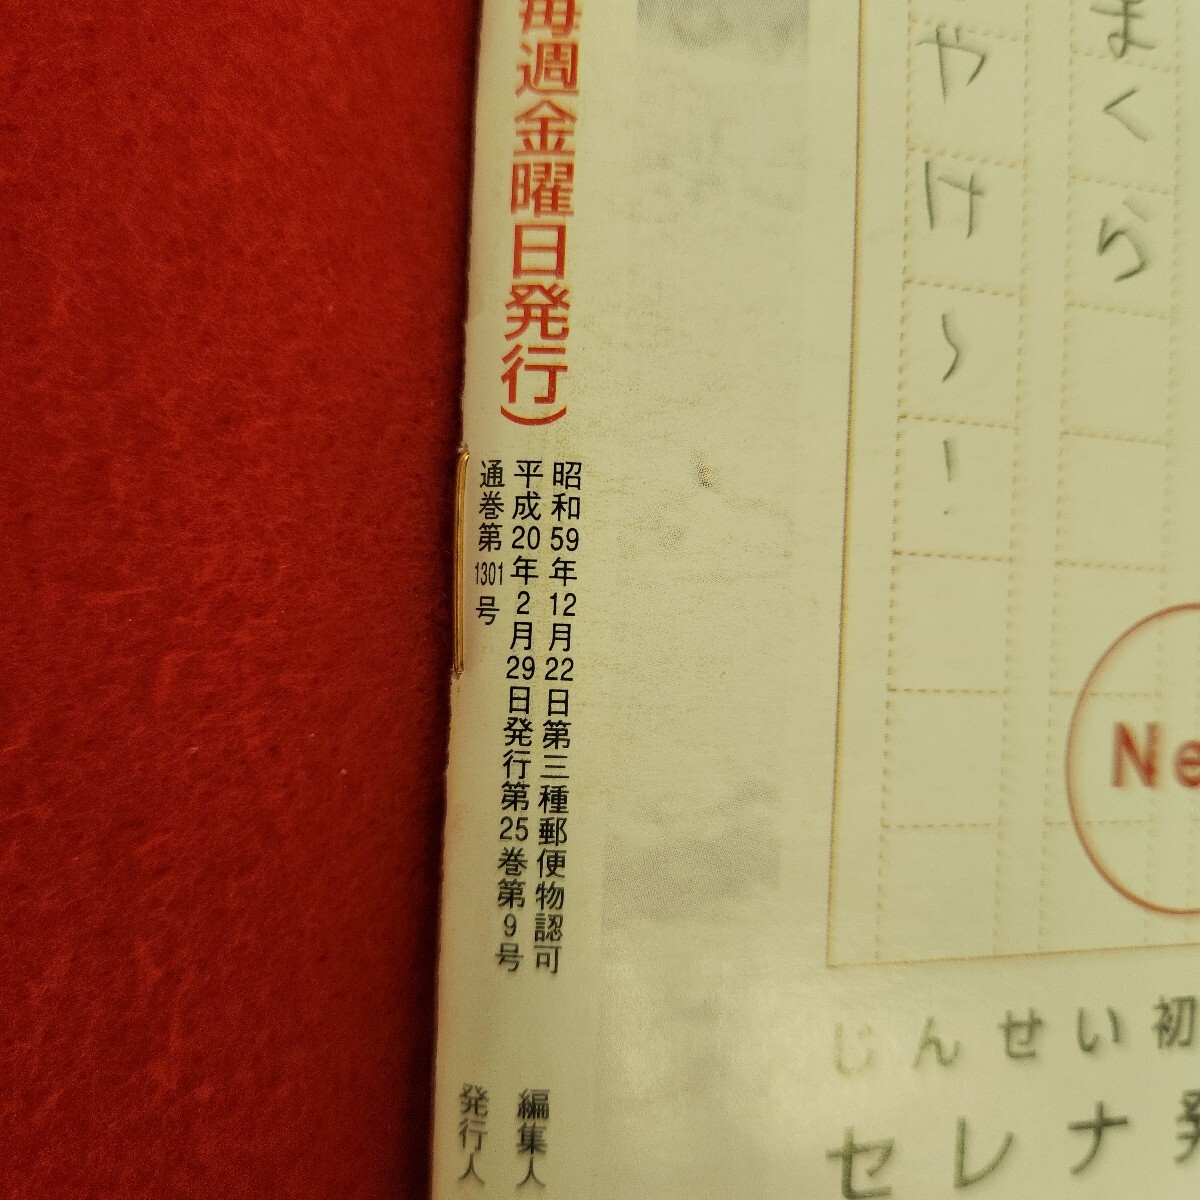 毎週金曜日発行)
昭和59年12月22日第三種郵便物認可
平成20年2月29日発行第25巻第9号
通巻第1301号
編集人
発行人
まくら
やけ
Ne
じんせい初
セレナ発